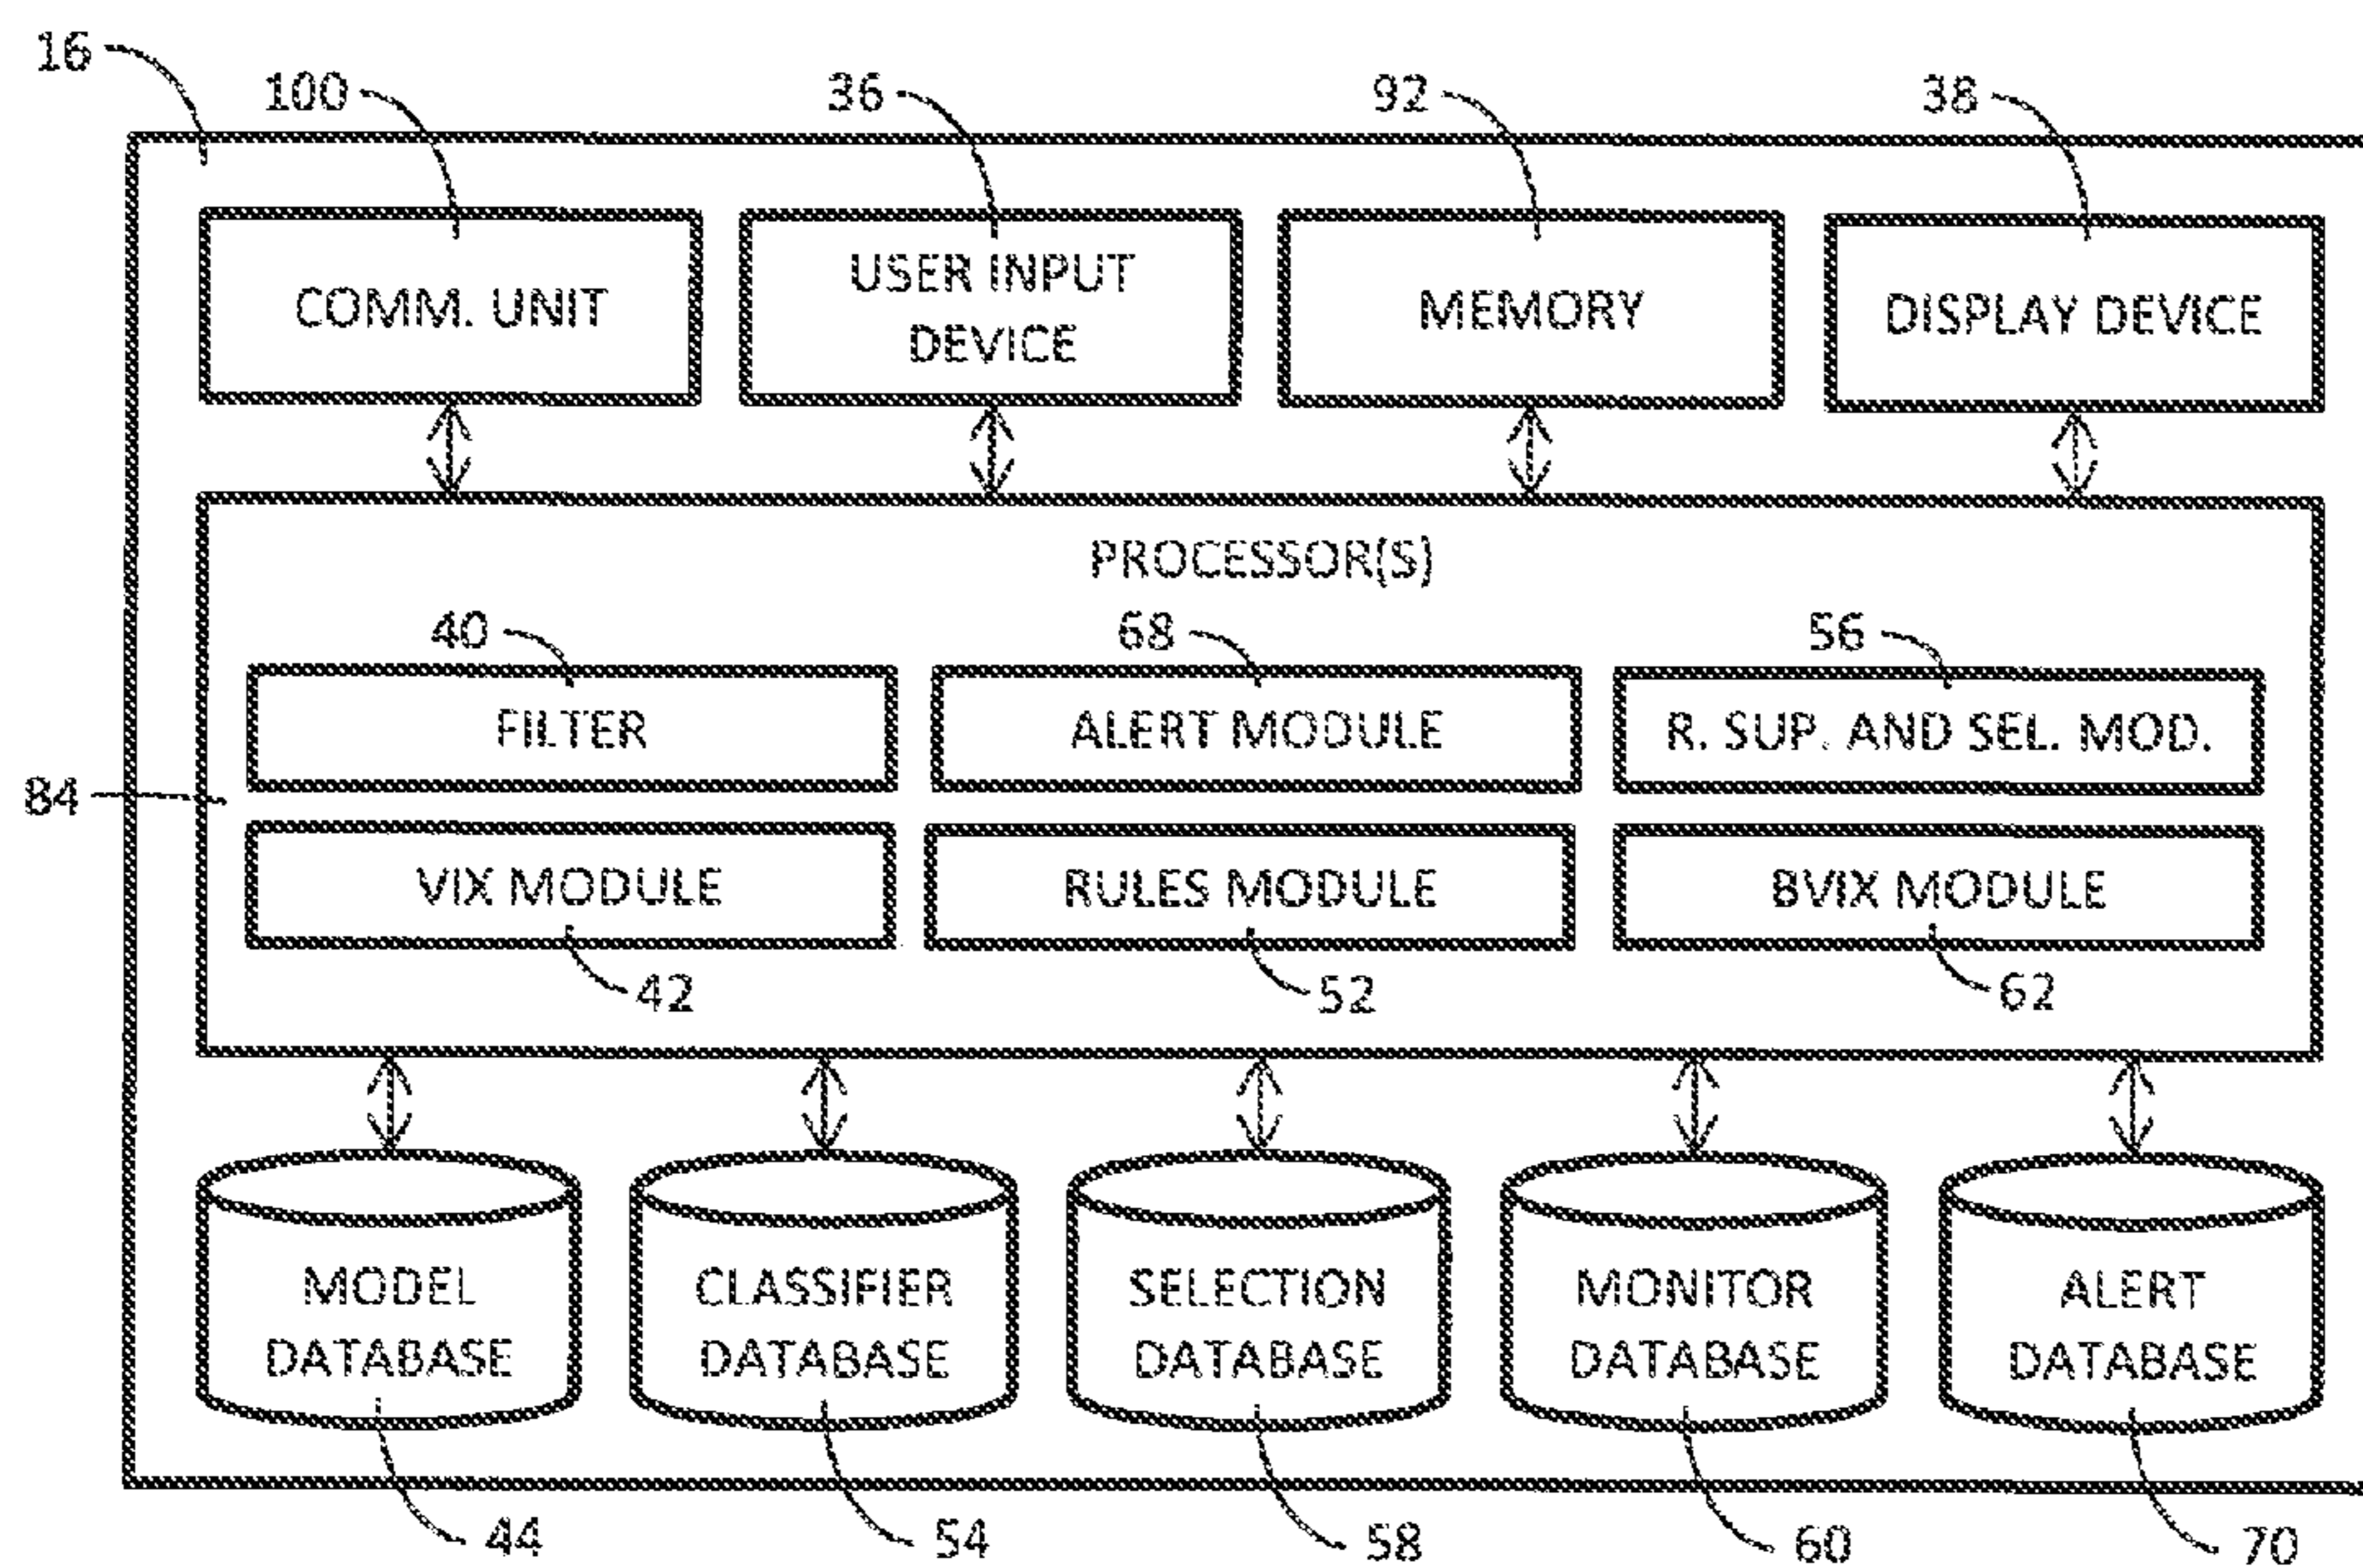 16
100
36
92
38
COMM. UNIT
USER INPUT
DEVICE
MEMORY
DISPLAY DEVICE
PROCESSOR(S)
40
68
56
FILTER
ALERT MODULE
R. SUP. AND SEL. MOD.
84
VIX MODULE
RULES MODULE
BVIX MODULE
42
52
62
MODEL
DATABASE
CLASSIFIER
DATABASE
SELECTION
DATABASE
MONITOR
DATABASE
ALERT
DATABASE
44
54
58
60
70